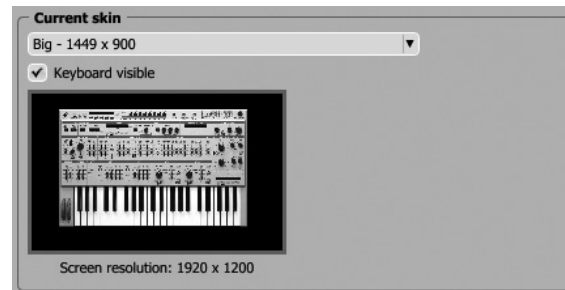 Current skin
Big - 1449 x 900
Keyboard visible
Screen resolution: 1920 x 1200